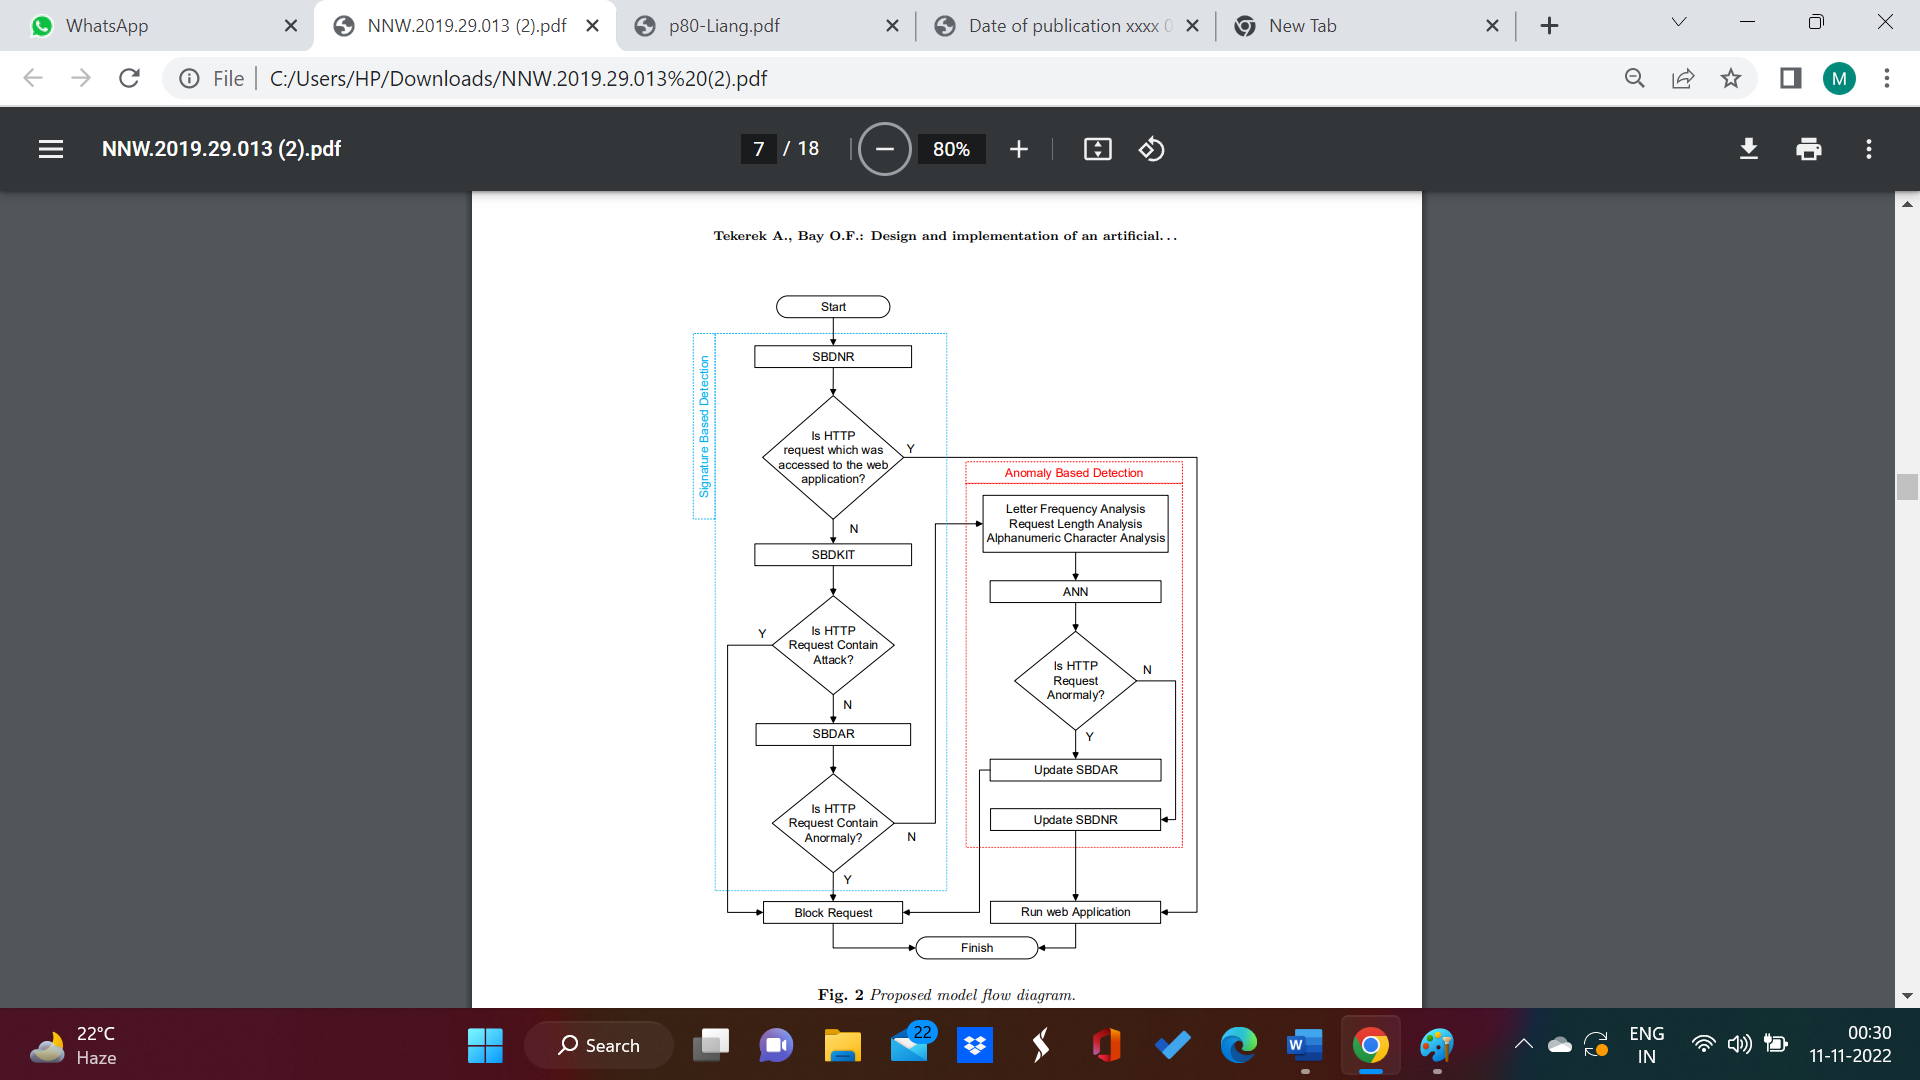 WhatsApp
NNW.2019.29.013 (2).pdf
p80-Liang.pdf
Date of publication xxxx 0
New Tab
File
C:/Users/HP/Downloads/NNW.2019.29.013%20(2).pdf
M
NNW.2019.29.013 (2).pdf
7 / 18
80%
Tekerek A., Bay O.F.: Design and implementation of an artificial...
Start
Signature Based Detection
SBDNR
Is HTTP
request which was
accessed to the web
application?
Y
N
SBDKIT
Is HTTP
Request Contain
Attack?
Y
N
SBDAR
Is HTTP
Request Contain
Anormaly?
N
Y
Block Request
Anomaly Based Detection
Letter Frequency Analysis
Request Length Analysis
Alphanumeric Character Analysis
ANN
Is HTTP
Request
Anormaly?
N
Y
Update SBDAR
Update SBDNR
Run web Application
Finish
Fig. 2 Proposed model flow diagram.
22°C
Haze
Search
22
W
ENG
IN
00:30
11-11-2022